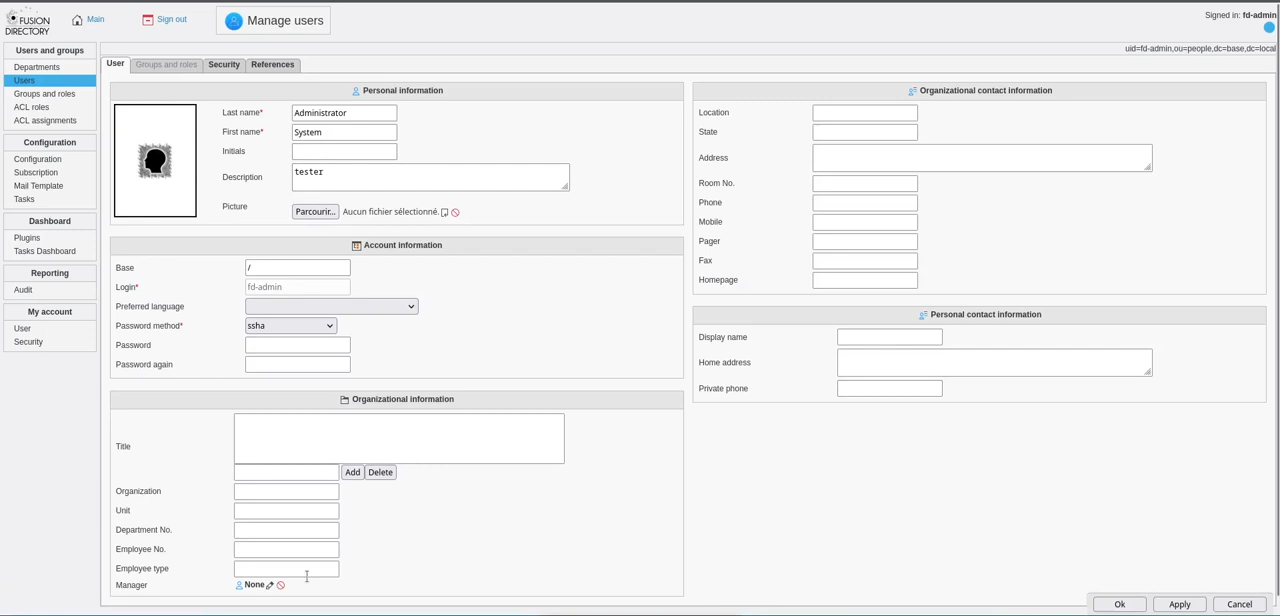 FUSION
DIRECTORY
Main
Sign out
Manage users
Signed in: fd-admin
uid=fd-admin,ou=people,dc=base,dc=local
Users and groups
Departments
Users
Groups and roles
ACL roles
ACL assignments
Configuration
Configuration
Subscription
Mail Template
Tasks
Dashboard
Plugins
Tasks Dashboard
Reporting
Audit
My account
User
Security
User
Groups and roles
Security
References
Personal information
Last name*
Administrator
First name*
System
Initials
Description
tester
Picture
Parcourir...
Aucun fichier sélectionné.
Account information
Base
/
Login*
fd-admin
Preferred language
Password method*
ssha
Password
Password again
Organizational information
Title
Add
Delete
Organization
Unit
Department No.
Employee No.
Employee type
Manager
None
Organizational contact information
Location
State
Address
Room No.
Phone
Mobile
Pager
Fax
Homepage
Personal contact information
Display name
Home address
Private phone
Ok
Apply
Cancel